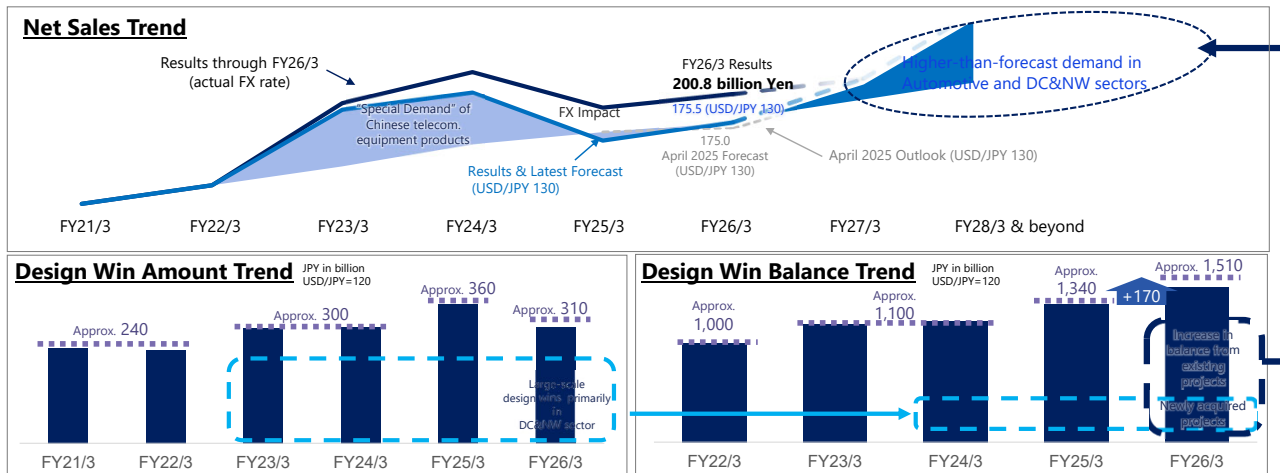 Net Sales Trend
Results through FY26/3
(actual FX rate)
"Special Demand" of
Chinese telecom.
equipment products
FX Impact
Results & Latest Forecast
(USD/JPY 130)
FY26/3 Results
200.8 billion Yen
175.5 (USD/JPY 130)
175.0
April 2025 Forecast
(USD/JPY 130)
April 2025 Outlook (USD/JPY 130)
Higher-than-forecast demand in
Automotive and DC&NW sectors
FY21/3 FY22/3 FY23/3 FY24/3 FY25/3 FY26/3 FY27/3 FY28/3 & beyond
Design Win Amount Trend
JPY in billion
USD/JPY=120
Approx. 240
Approx. 300
Approx. 360
Approx. 310
Large-scale
design wins primarily
in
DC&NW sector
FY21/3 FY22/3 FY23/3 FY24/3 FY25/3 FY26/3
Design Win Balance Trend
JPY in billion
USD/JPY=120
Approx.
1,000
Approx.
1,100
Approx.
1,340
+170
Approx. 1,510
Increase in
balance from
existing
projects
Newly acquired
projects
FY22/3 FY23/3 FY24/3 FY25/3 FY26/3